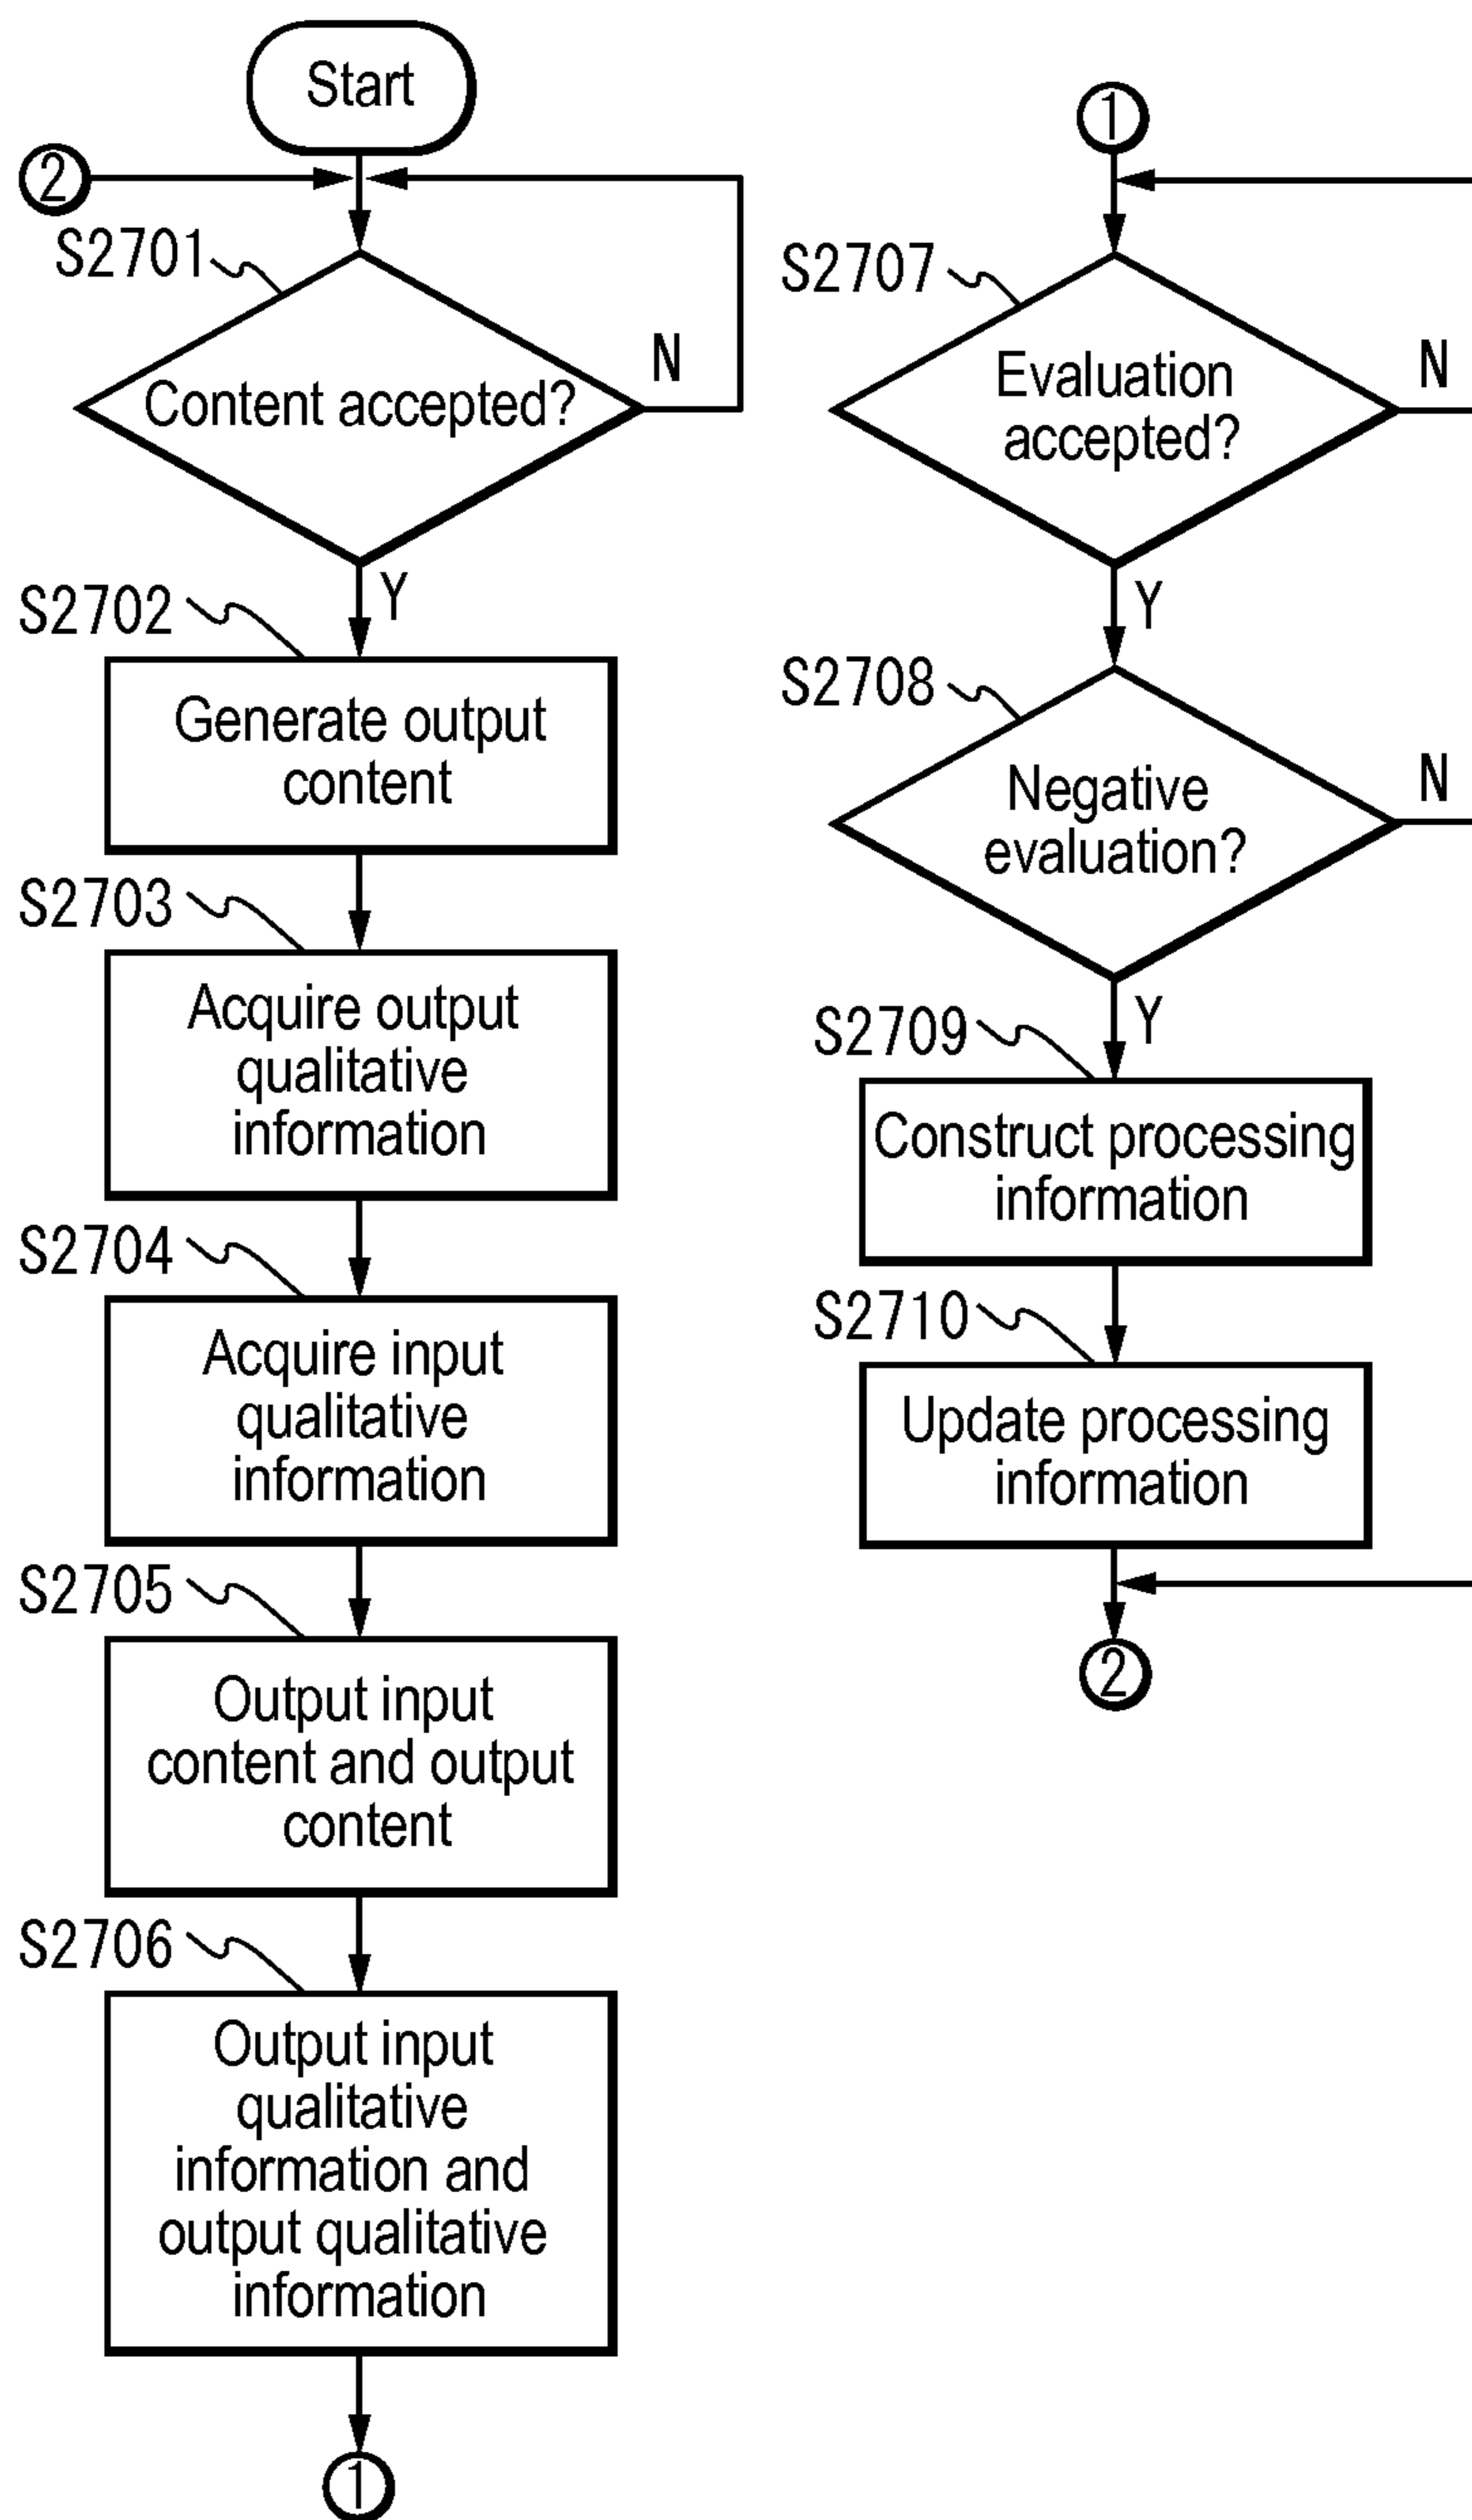 Start
2
S2701
Content accepted?
N
Y
S2702
Generate output
content
S2703
Acquire output
qualitative
information
S2704
Acquire input
qualitative
information
S2705
Output input
content and output
content
S2706
Output input
qualitative
information and
output qualitative
information
1
1
S2707
Evaluation
accepted?
N
Y
S2708
Negative
evaluation?
N
Y
S2709
Construct processing
information
S2710
Update processing
information
2